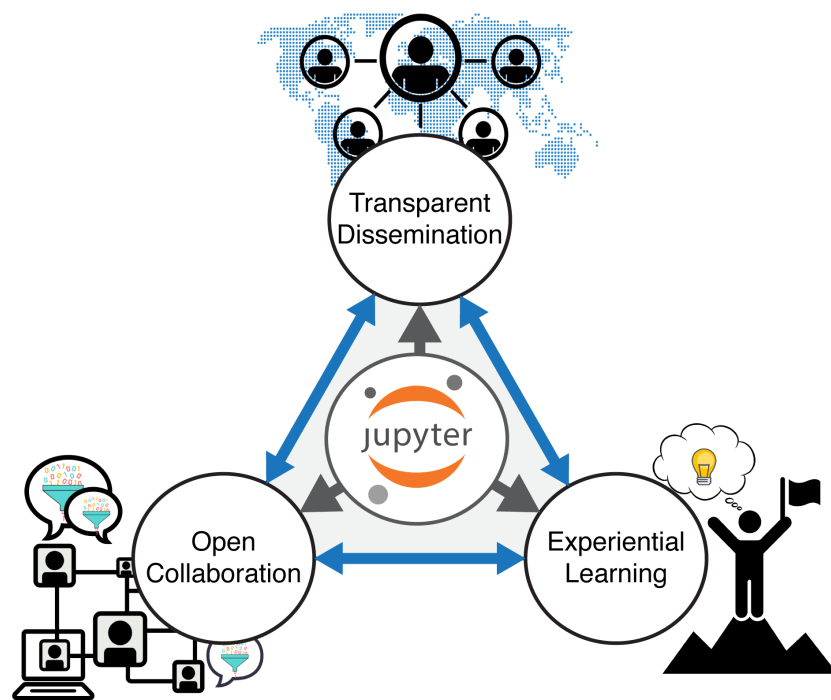 Transparent
Dissemination
jupyter
Open
Collaboration
Experiential
Learning